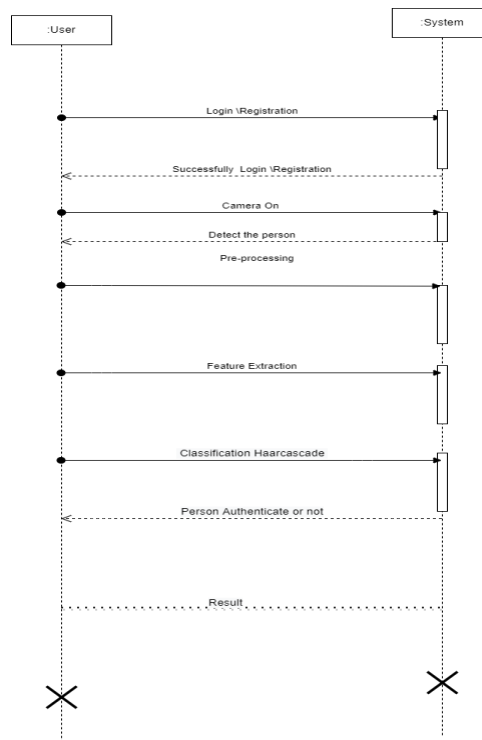 :User
:System
Login \Registration
Successfully  Login \Registration
Camera On
Detect the person
Pre-processing
Feature Extraction
Classification Haarcascade
Person Authenticate or not
Result